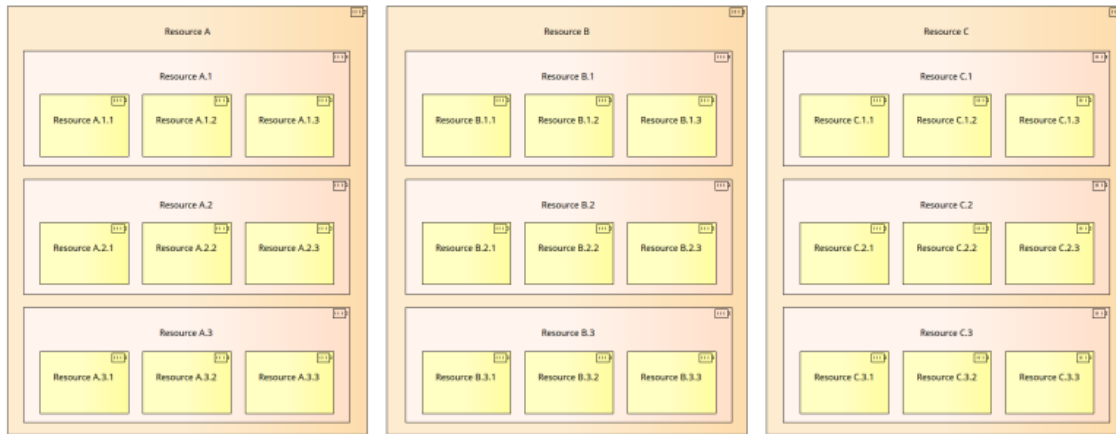 Resource A
Resource A.1
Resource A.1.1
Resource A.1.2
Resource A.1.3
Resource A.2
Resource A.2.1
Resource A.2.2
Resource A.2.3
Resource A.3
Resource A.3.1
Resource A.3.2
Resource A.3.3
Resource B
Resource B.1
Resource B.1.1
Resource B.1.2
Resource B.1.3
Resource B.2
Resource B.2.1
Resource B.2.2
Resource B.2.3
Resource B.3
Resource B.3.1
Resource B.3.2
Resource B.3.3
Resource C
Resource C.1
Resource C.1.1
Resource C.1.2
Resource C.1.3
Resource C.2
Resource C.2.1
Resource C.2.2
Resource C.2.3
Resource C.3
Resource C.3.1
Resource C.3.2
Resource C.3.3